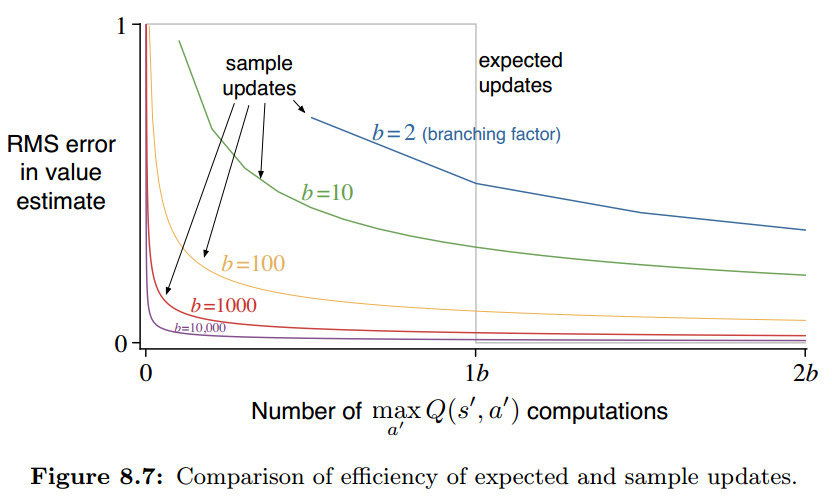 1
sample
updates
expected
updates
RMS error
in value
estimate
b=2 (branching factor)
b=10
b=100
b=1000
b=10,000
0
0
1b
2b
Number of max Q(s′, a′) computations
a′
Figure 8.7: Comparison of efficiency of expected and sample updates.